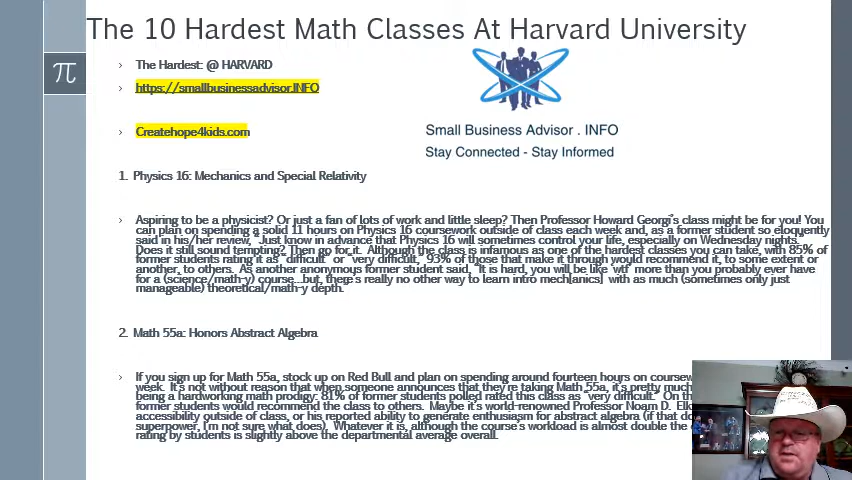 The 10 Hardest Math Classes At Harvard University
π
› The Hardest: @ HARVARD
› https://smallbusinessadvisor.INFO
› Createhope4kids.com
Small Business Advisor . INFO
Stay Connected - Stay Informed
1. Physics 16: Mechanics and Special Relativity
› Aspiring to be a physicist? Or just a fan of lots of work and little sleep? Then Professor Howard Georgi's class might be for you! You
can plan on spending a solid 11 hours on Physics 16 coursework outside of class each week and, as a former student so eloquently
said in his/her review, "Just know in advance that Physics 16 will sometimes control your life, especially on Wednesday nights."
Does it still sound tempting? Then go for it. Although the class is infamous as one of the hardest classes you can take, with 85% of
former students rating it as "difficult" or "very difficult," 93% of those that make it through would recommend it, to some extent or
another, to others. As another anonymous former student said, "It is hard, you will be like 'wtf' more than you probably ever have
for a (science/math-y) course...but, there's really no other way to learn intro mech[anics] with as much (sometimes only just
manageable) theoretical/math-y depth."
2. Math 55a: Honors Abstract Algebra
› If you sign up for Math 55a, stock up on Red Bull and plan on spending around fourteen hours on
week. It's not without reason that when someone announces that they're taking Math 55a, it's pretty much
being a hardworking math prodigy: 81% of former students polled rated this class as "very difficult." On
former students would recommend the class to others. Maybe it's world-renowned Professor Noam D.
accessibility outside of class, or his reported ability to generate enthusiasm for abstract algebra (if that
superpower, I'm not sure what does). Whatever it is, although the course's workload is almost double the
rating by students is slightly above the departmental average overall.